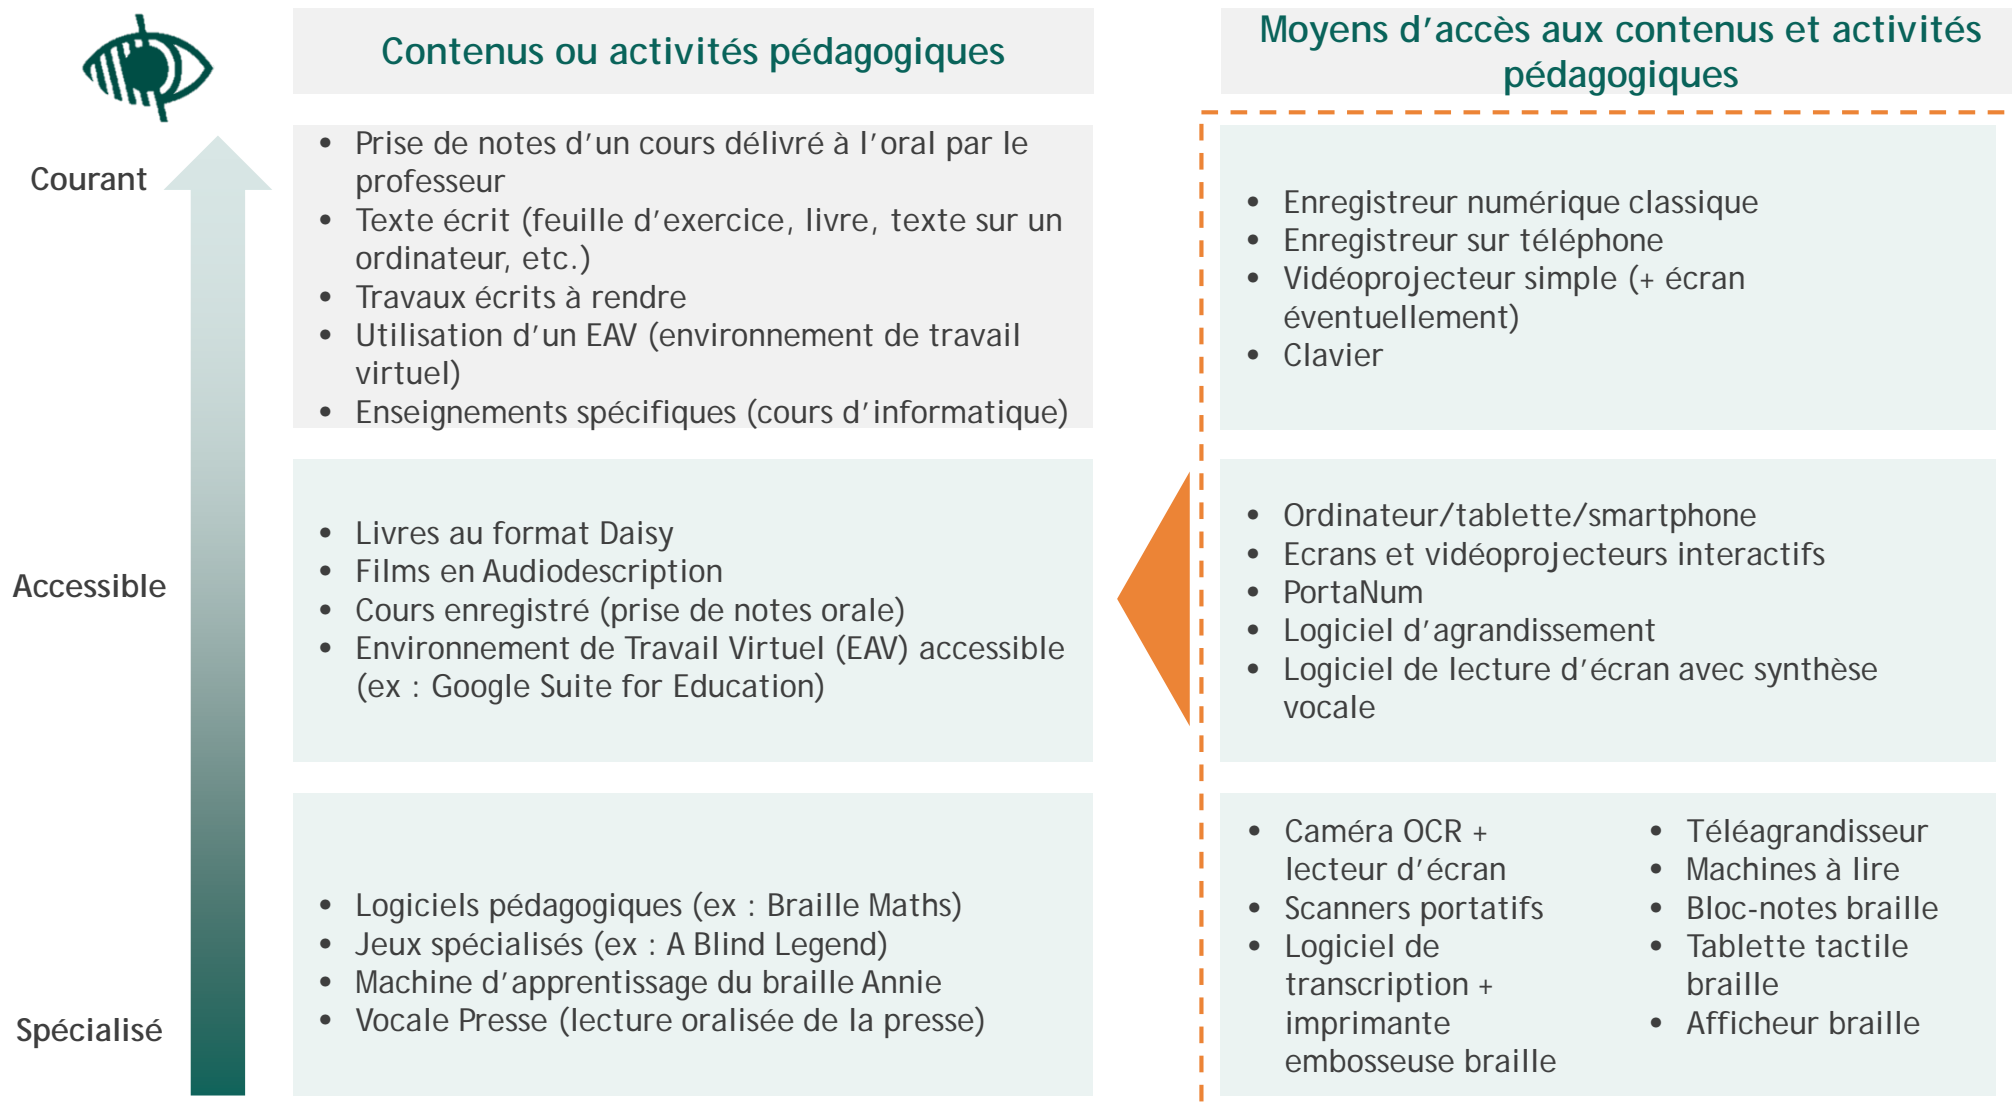 Contenus ou activités pédagogiques
Moyens d’accès aux contenus et activités
pédagogiques
Courant
• Prise de notes d’un cours délivré à l’oral par le
professeur
• Texte écrit (feuille d’exercice, livre, texte sur un
ordinateur, etc.)
• Travaux écrits à rendre
• Utilisation d’un EAV (environnement de travail
virtuel)
• Enseignements spécifiques (cours d’informatique)
• Enregistreur numérique classique
• Enregistreur sur téléphone
• Vidéoprojecteur simple (+ écran
éventuellement)
• Clavier
Accessible
• Livres au format Daisy
• Films en Audiodescription
• Cours enregistré (prise de notes orale)
• Environnement de Travail Virtuel (EAV) accessible
(ex : Google Suite for Education)
• Ordinateur/tablette/smartphone
• Ecrans et vidéoprojecteurs interactifs
• PortaNum
• Logiciel d’agrandissement
• Logiciel de lecture d’écran avec synthèse
vocale
Spécialisé
• Logiciels pédagogiques (ex : Braille Maths)
• Jeux spécialisés (ex : A Blind Legend)
• Machine d’apprentissage du braille Annie
• Vocale Presse (lecture oralisée de la presse)
• Caméra OCR +
lecteur d’écran
• Scanners portatifs
• Logiciel de
transcription +
imprimante
embosseuse braille
• Téléagrandisseur
• Machines à lire
• Bloc-notes braille
• Tablette tactile
braille
• Afficheur braille